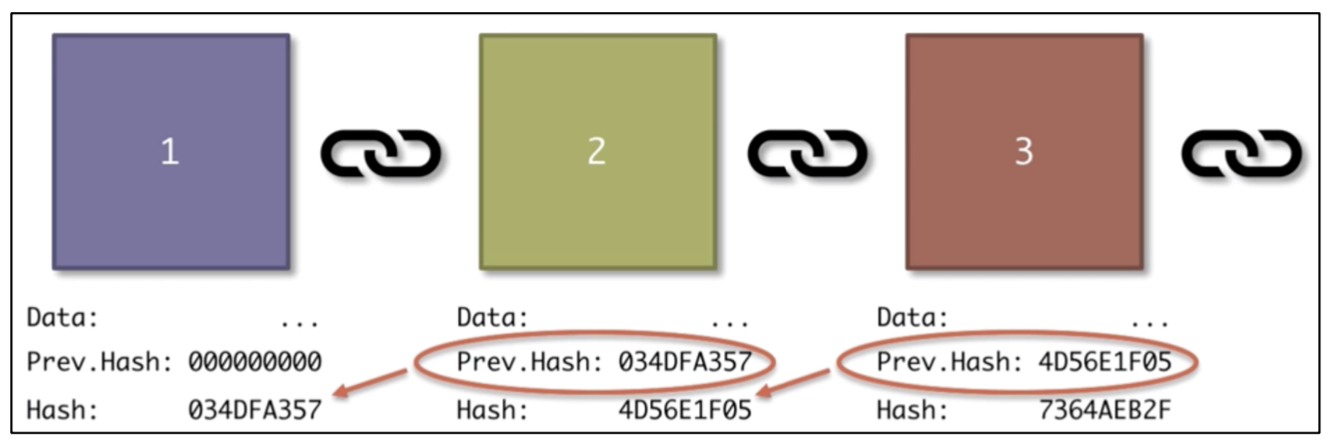 1
2
3
Data: ...
Prev.Hash: 000000000
Hash: 034DFA357
Data: ...
Prev.Hash: 034DFA357
Hash: 4D56E1F05
Data: ...
Prev.Hash: 4D56E1F05
Hash: 7364AEB2F